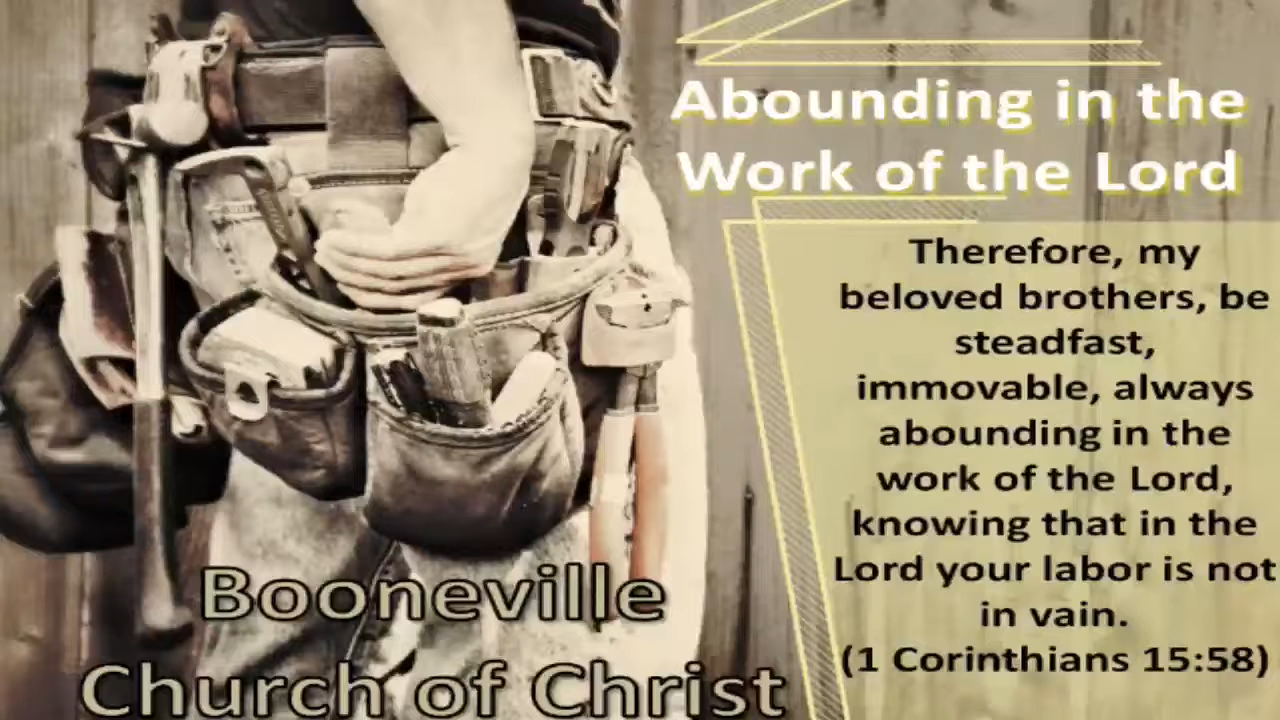 Abounding in the
Work of the Lord
Therefore, my
beloved brothers, be
steadfast,
immovable, always
abounding in the
work of the Lord,
knowing that in the
Lord your labor is not
in vain.
(1 Corinthians 15:58)
Booneville
Church of Christ